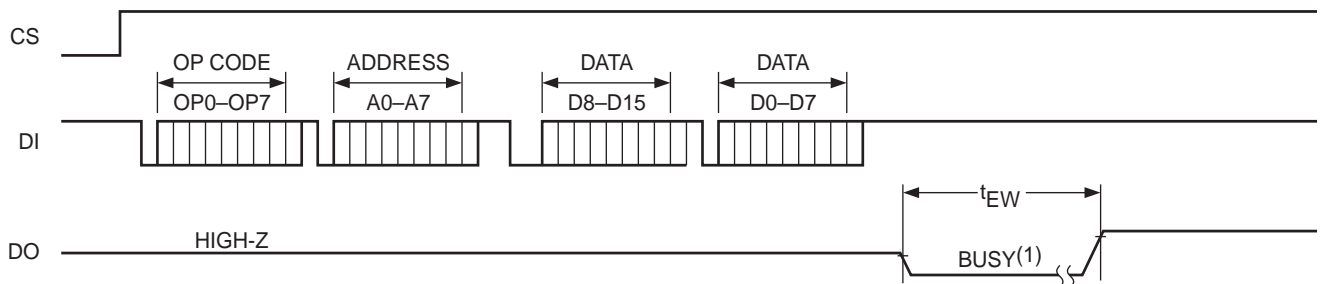 CS
OP CODE ADDRESS DATA DATA
OP0–OP7 A0–A7 D8–D15 D0–D7
DI
tEW
DO HIGH-Z BUSY(1)